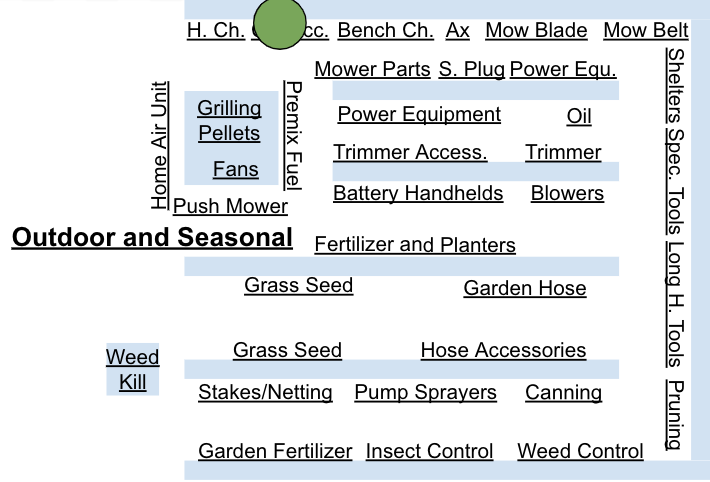 H. Ch. cc. Bench Ch. Ax Mow Blade Mow Belt
Mower Parts S. Plug Power Equ.
Home Air Unit
Grilling
Pellets
Fans
Premix Fuel
Power Equipment Oil
Trimmer Access. Trimmer
Battery Handhelds Blowers
Push Mower
Outdoor and Seasonal
Fertilizer and Planters
Grass Seed Garden Hose
Grass Seed Hose Accessories
Weed
Kill
Stakes/Netting Pump Sprayers Canning
Garden Fertilizer Insect Control Weed Control
Shelters Spec. Tools Long H. Tools Pruning